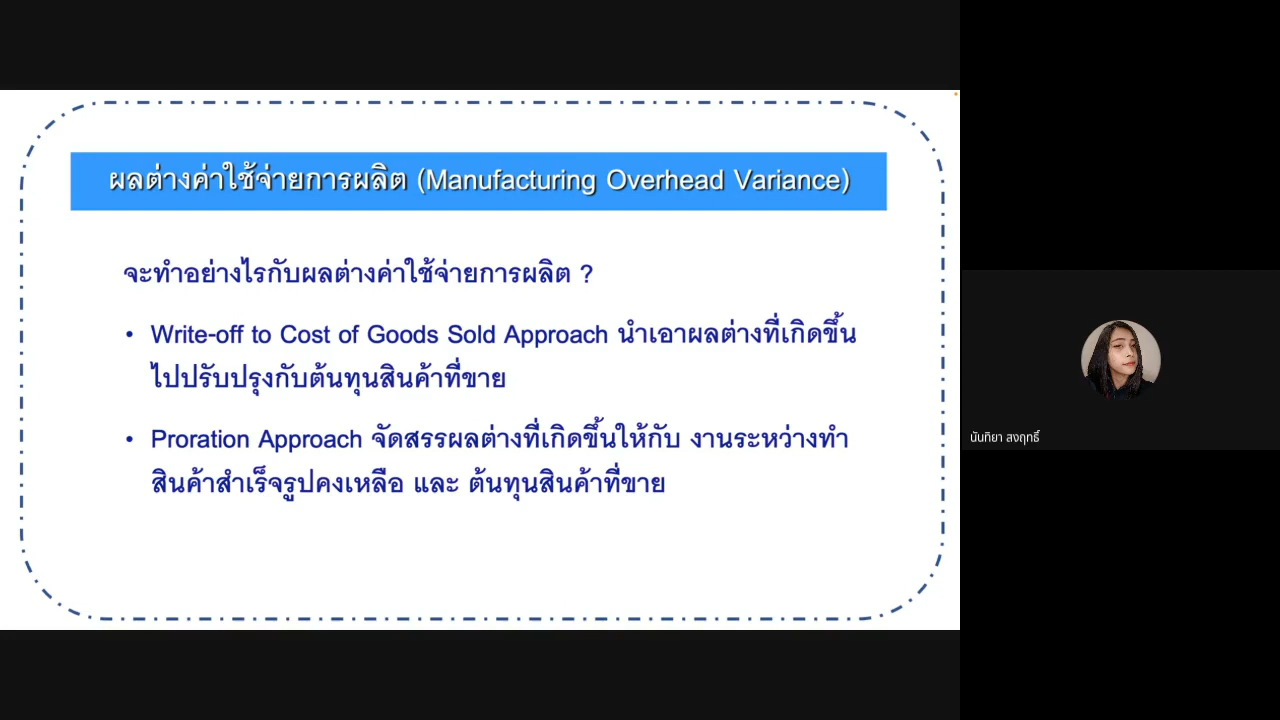 ผลต่างค่าใช้จ่ายการผลิต (Manufacturing Overhead Variance)
จะทำอย่างไรกับผลต่างค่าใช้จ่ายการผลิต ?
• Write-off to Cost of Goods Sold Approach นำเอาผลต่างที่เกิดขึ้น
ไปปรับปรุงกับต้นทุนสินค้าที่ขาย
• Proration Approach จัดสรรผลต่างที่เกิดขึ้นให้กับ งานระหว่างทำ
สินค้าสำเร็จรูปคงเหลือ และ ต้นทุนสินค้าที่ขาย
นันทิยา สงฤทธิ์